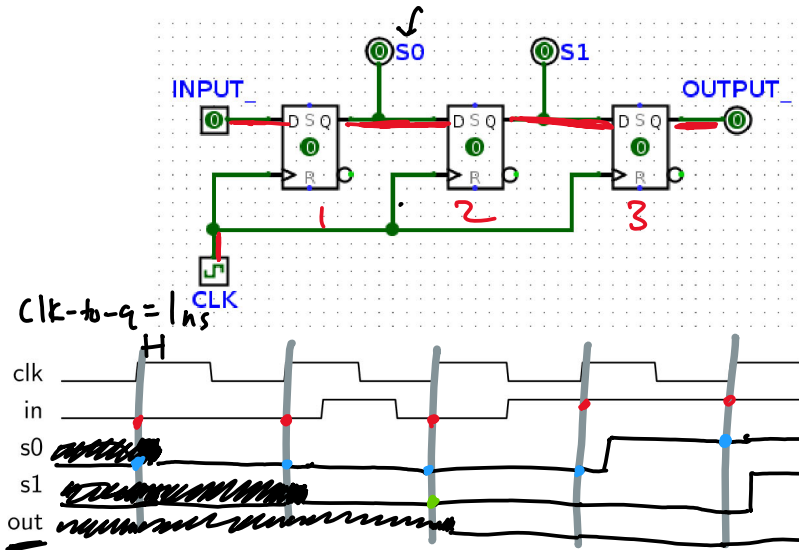 S0 S1
INPUT_ OUTPUT_
0 0
0 D S Q D S Q D S Q 0
0 0 0
R R R
1 2 3
CLK
Clk-to-q=1ns
H
clk
in
s0
s1
out